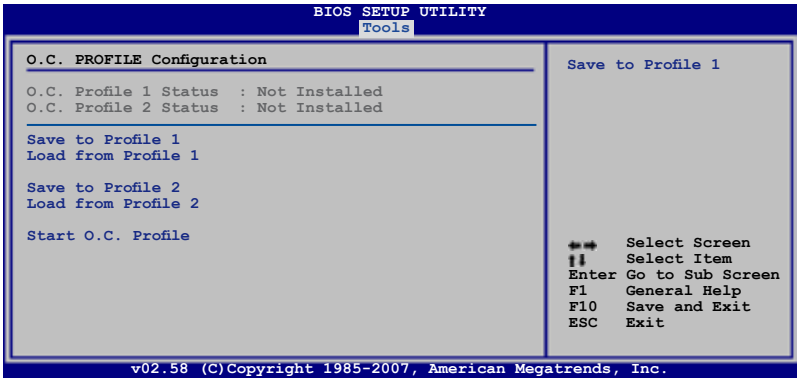 BIOS SETUP UTILITY
Tools
O.C. PROFILE Configuration
O.C. Profile 1 Status : Not Installed
O.C. Profile 2 Status : Not Installed
Save to Profile 1
Load from Profile 1
Save to Profile 2
Load from Profile 2
Start O.C. Profile
Save to Profile 1
←→ Select Screen
↑↓ Select Item
Enter Go to Sub Screen
F1 General Help
F10 Save and Exit
ESC Exit
v02.58 (C)Copyright 1985-2007, American Megatrends, Inc.